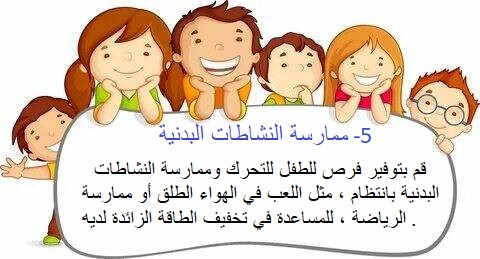 5- ممارسة النشاطات البدنية
قم بتوفير فرص للطفل للتحرك وممارسة النشاطات
البدنية بانتظام ، مثل اللعب في الهواء الطلق أو ممارسة
الرياضة ، للمساعدة في تخفيف الطاقة الزائدة لديه .